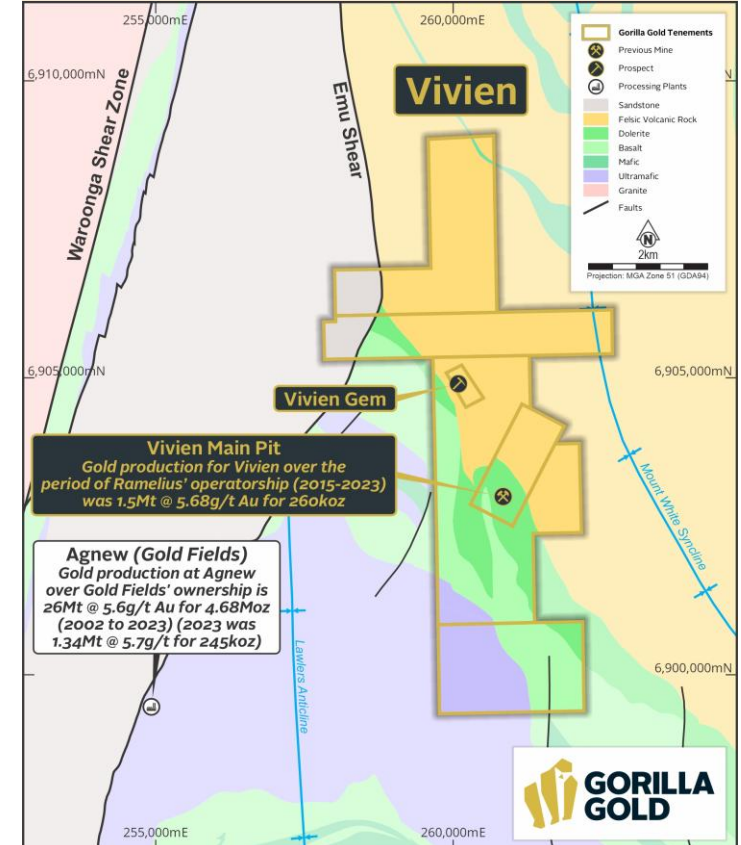 255,000mE
260,000mE
6,910,000mN
N
Vivien
Gorilla Gold Tenements
Previous Mine
Prospect
Processing Plants
Sandstone
Felsic Volcanic Rock
Dolerite
Basalt
Mafic
Ultramafic
Granite
Faults
N
2km
Projection: MGA Zone 51 (GDA94)
Waroonga Shear Zone
Emu Shear
6,905,000mN
6,905,000mN
Vivien Gem
Vivien Main Pit
Gold production for Vivien over the
period of Ramelius' operatorship (2015-2023)
was 1.5Mt @ 5.68g/t Au for 260koz
Mount White Syncline
Agnew (Gold Fields)
Gold production at Agnew
over Gold Fields' ownership is
26Mt @ 5.6g/t Au for 4.68Moz
(2002 to 2023) (2023 was
1.34Mt @ 5.7g/t for 245koz)
Lawlers Anticline
6,900,000mN
GORILLA
GOLD
255,000mE
260,000mE